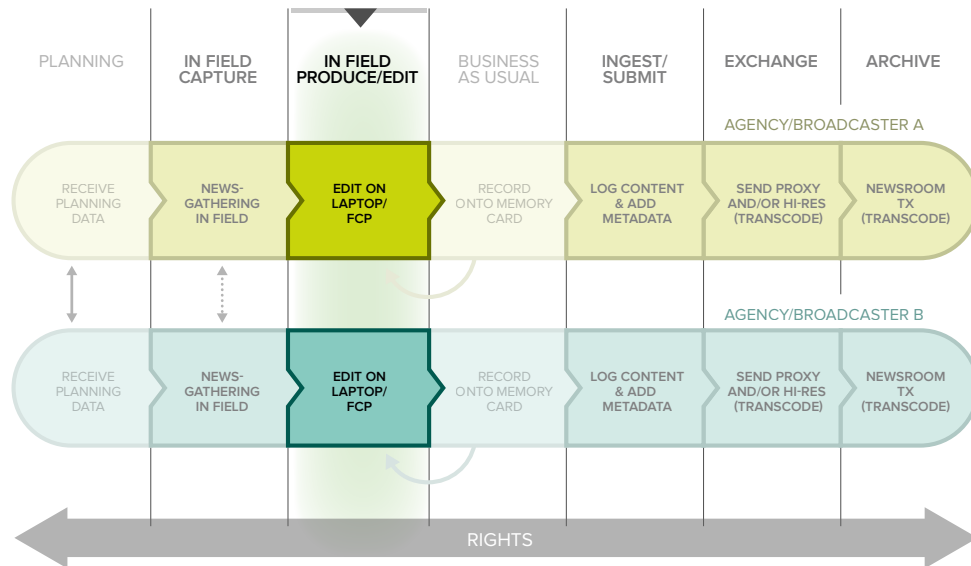 PLANNING
IN FIELD
CAPTURE
IN FIELD
PRODUCE/EDIT
BUSINESS
AS USUAL
INGEST/
SUBMIT
EXCHANGE
ARCHIVE
AGENCY/BROADCASTER A
RECEIVE
PLANNING
DATA
NEWS-
GATHERING
IN FIELD
EDIT ON
LAPTOP/
FCP
RECORD
ONTO MEMORY
CARD
LOG CONTENT
& ADD
METADATA
SEND PROXY
AND/OR HI-RES
(TRANSCODE)
NEWSROOM
TX
(TRANSCODE)
AGENCY/BROADCASTER B
RECEIVE
PLANNING
DATA
NEWS-
GATHERING
IN FIELD
EDIT ON
LAPTOP/
FCP
RECORD
ONTO MEMORY
CARD
LOG CONTENT
& ADD
METADATA
SEND PROXY
AND/OR HI-RES
(TRANSCODE)
NEWSROOM
TX
(TRANSCODE)
RIGHTS